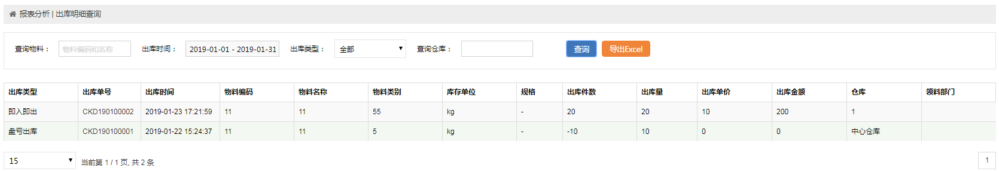 报表分析 | 出库明细查询
查询物料： 物料编码和名称 出库时间： 2019-01-01 - 2019-01-31 出库类型： 全部 查询仓库： 查询 导出Excel
出库类型 出库单号 出库时间 物料编码 物料名称 物料类别 库存单位 规格 出库件数 出库量 出库单价 出库金额 仓库 领料部门
即入即出 CKD190100002 2019-01-23 17:21:59 11 11 55 kg - 20 20 10 200 1
盘亏出库 CKD190100001 2019-01-22 15:24:37 11 11 5 kg - -10 10 0 0 中心仓库
15 当前第 1 / 1 页, 共 2 条 1